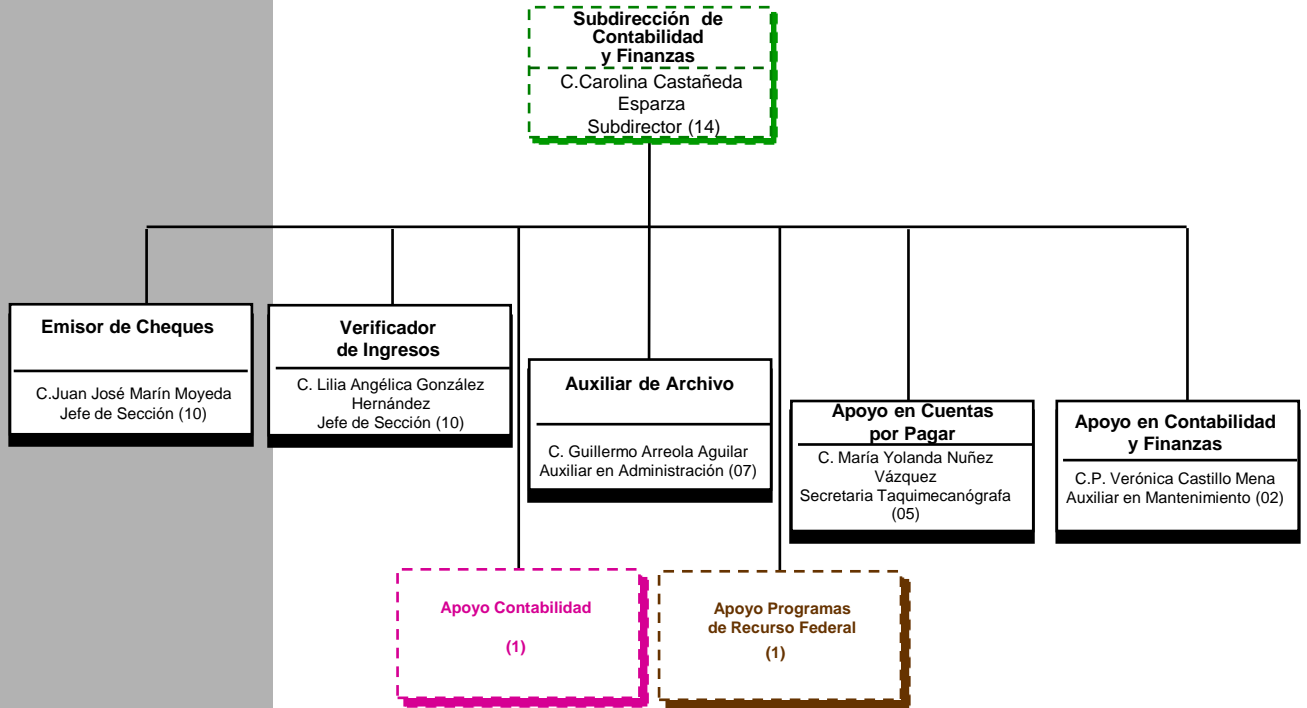 Subdirección de
Contabilidad
y Finanzas
C.Carolina Castañeda
Esparza
Subdirector (14)
Emisor de Cheques
C.Juan José Marín Moyeda
Jefe de Sección (10)
Verificador
de Ingresos
C. Lilia Angélica González
Hernández
Jefe de Sección (10)
Auxiliar de Archivo
C. Guillermo Arreola Aguilar
Auxiliar en Administración (07)
Apoyo en Cuentas
por Pagar
C. María Yolanda Nuñez
Vázquez
Secretaria Taquimecanógrafa
(05)
Apoyo en Contabilidad
y Finanzas
C.P. Verónica Castillo Mena
Auxiliar en Mantenimiento (02)
Apoyo Contabilidad
(1)
Apoyo Programas
de Recurso Federal
(1)